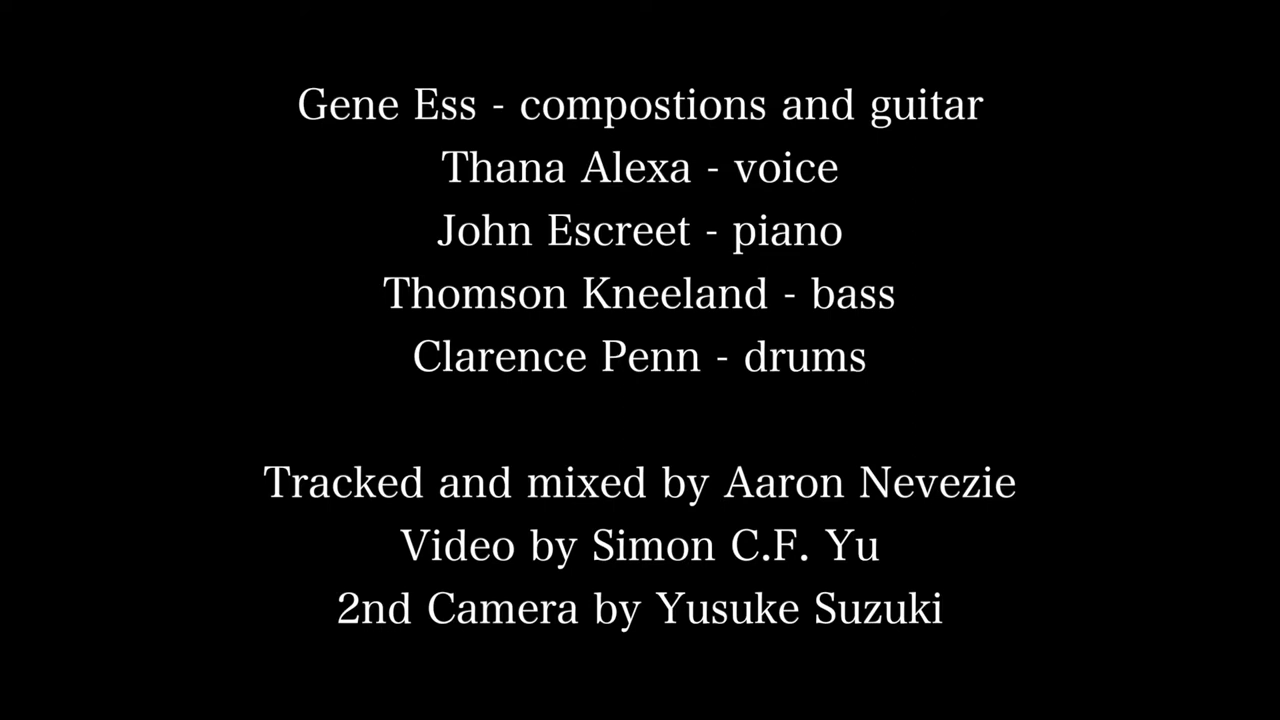 Gene Ess - compostions and guitar
Thana Alexa - voice
John Escreet - piano
Thomson Kneeland - bass
Clarence Penn - drums
Tracked and mixed by Aaron Nevezie
Video by Simon C.F. Yu
2nd Camera by Yusuke Suzuki